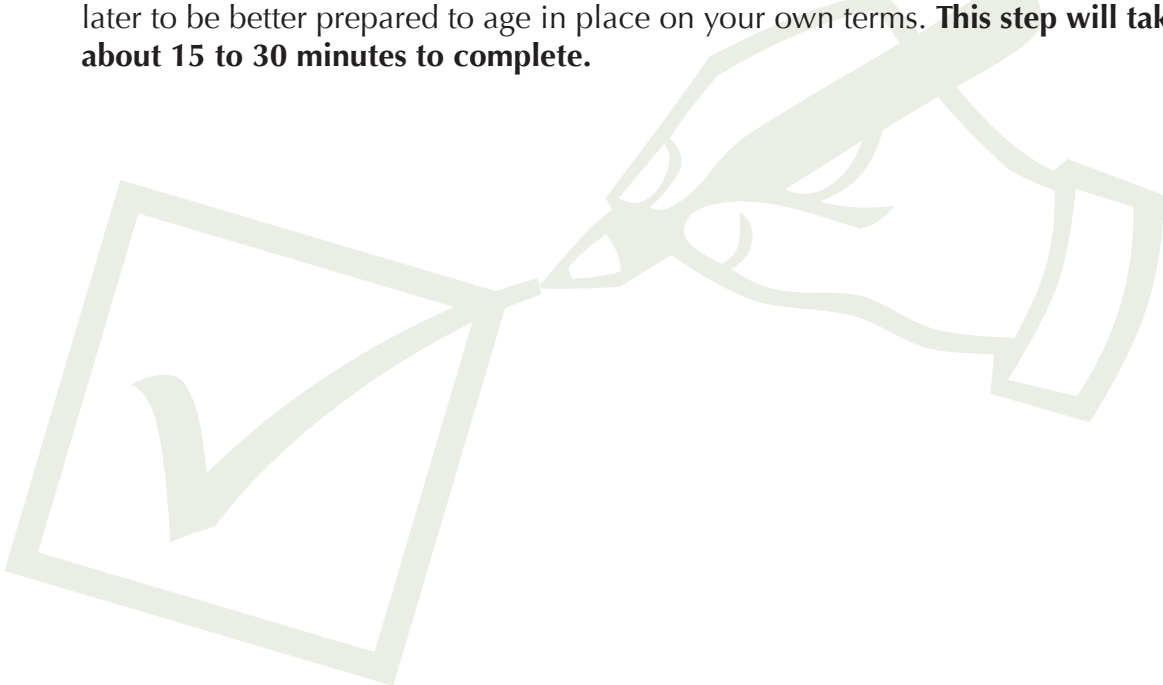 later to be better prepared to age in place on your own terms. This step will
about 15 to 30 minutes to complete.